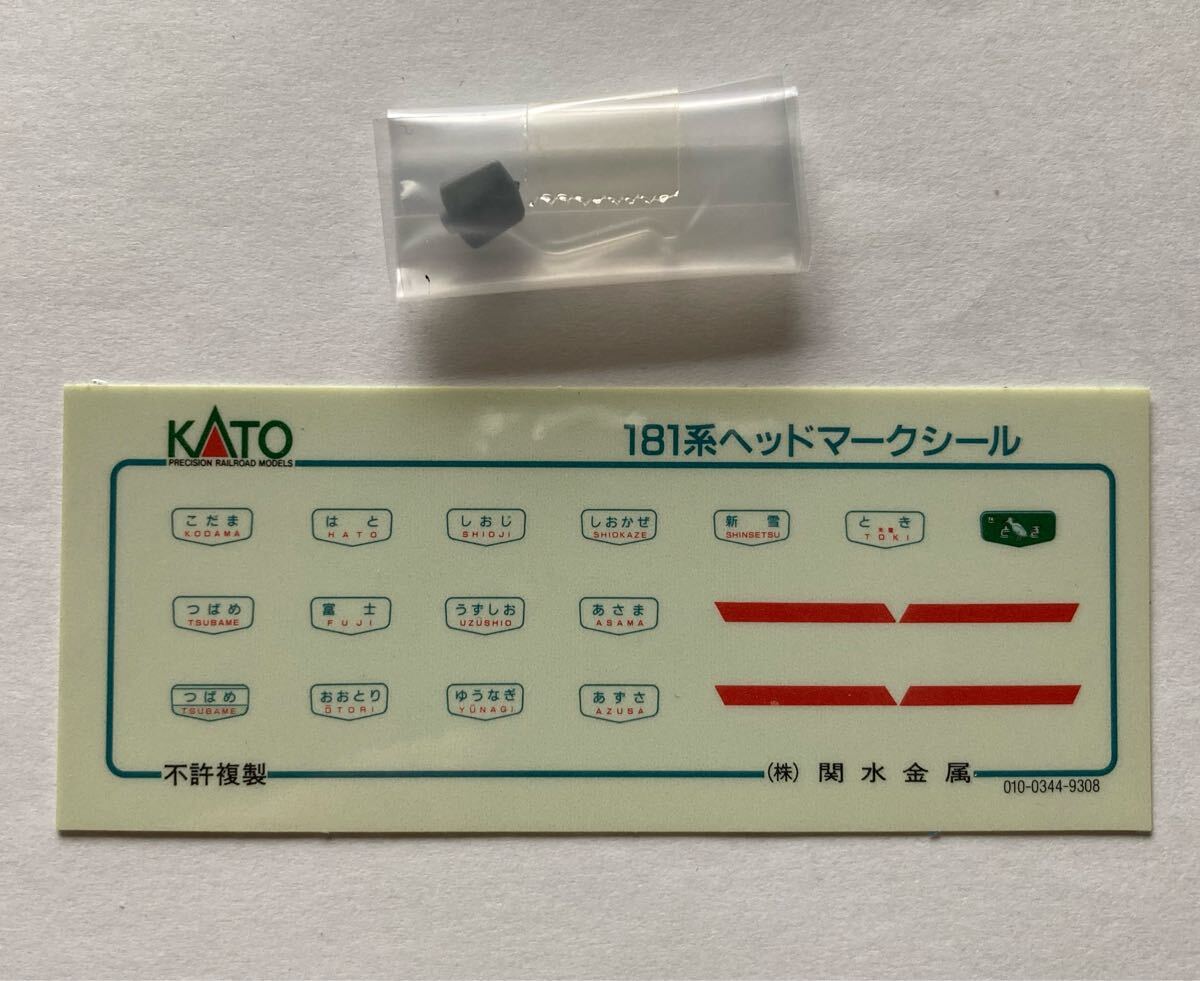 KATO
PRECISION RAILROAD MODELS
181系ヘッドマークシール
こだま
KODAMA
はと
HATO
しおじ
SHIOJI
しおかぜ
SHIOKAZE
新雪
SHINSETSU
とき
TOKI
とき
つばめ
TSUBAME
富士
FUJI
うずしお
UZUSHIO
あさま
ASAMA
つばめ
TSUBAME
おおとり
ŌTORI
ゆうなぎ
YŪNAGI
あずさ
AZUSA
不許複製
(株) 関水金属
010-0344-9308